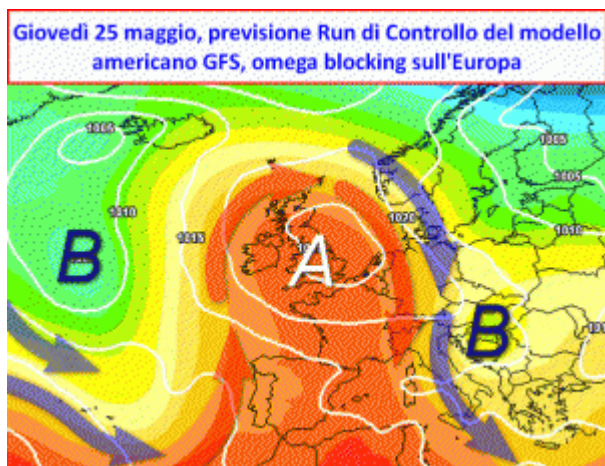 Giovedì 25 maggio, previsione Run di Controllo del modello
americano GFS, omega blocking sull'Europa
1005
1005
1005
1010
1010
1020
1015
A
B
B